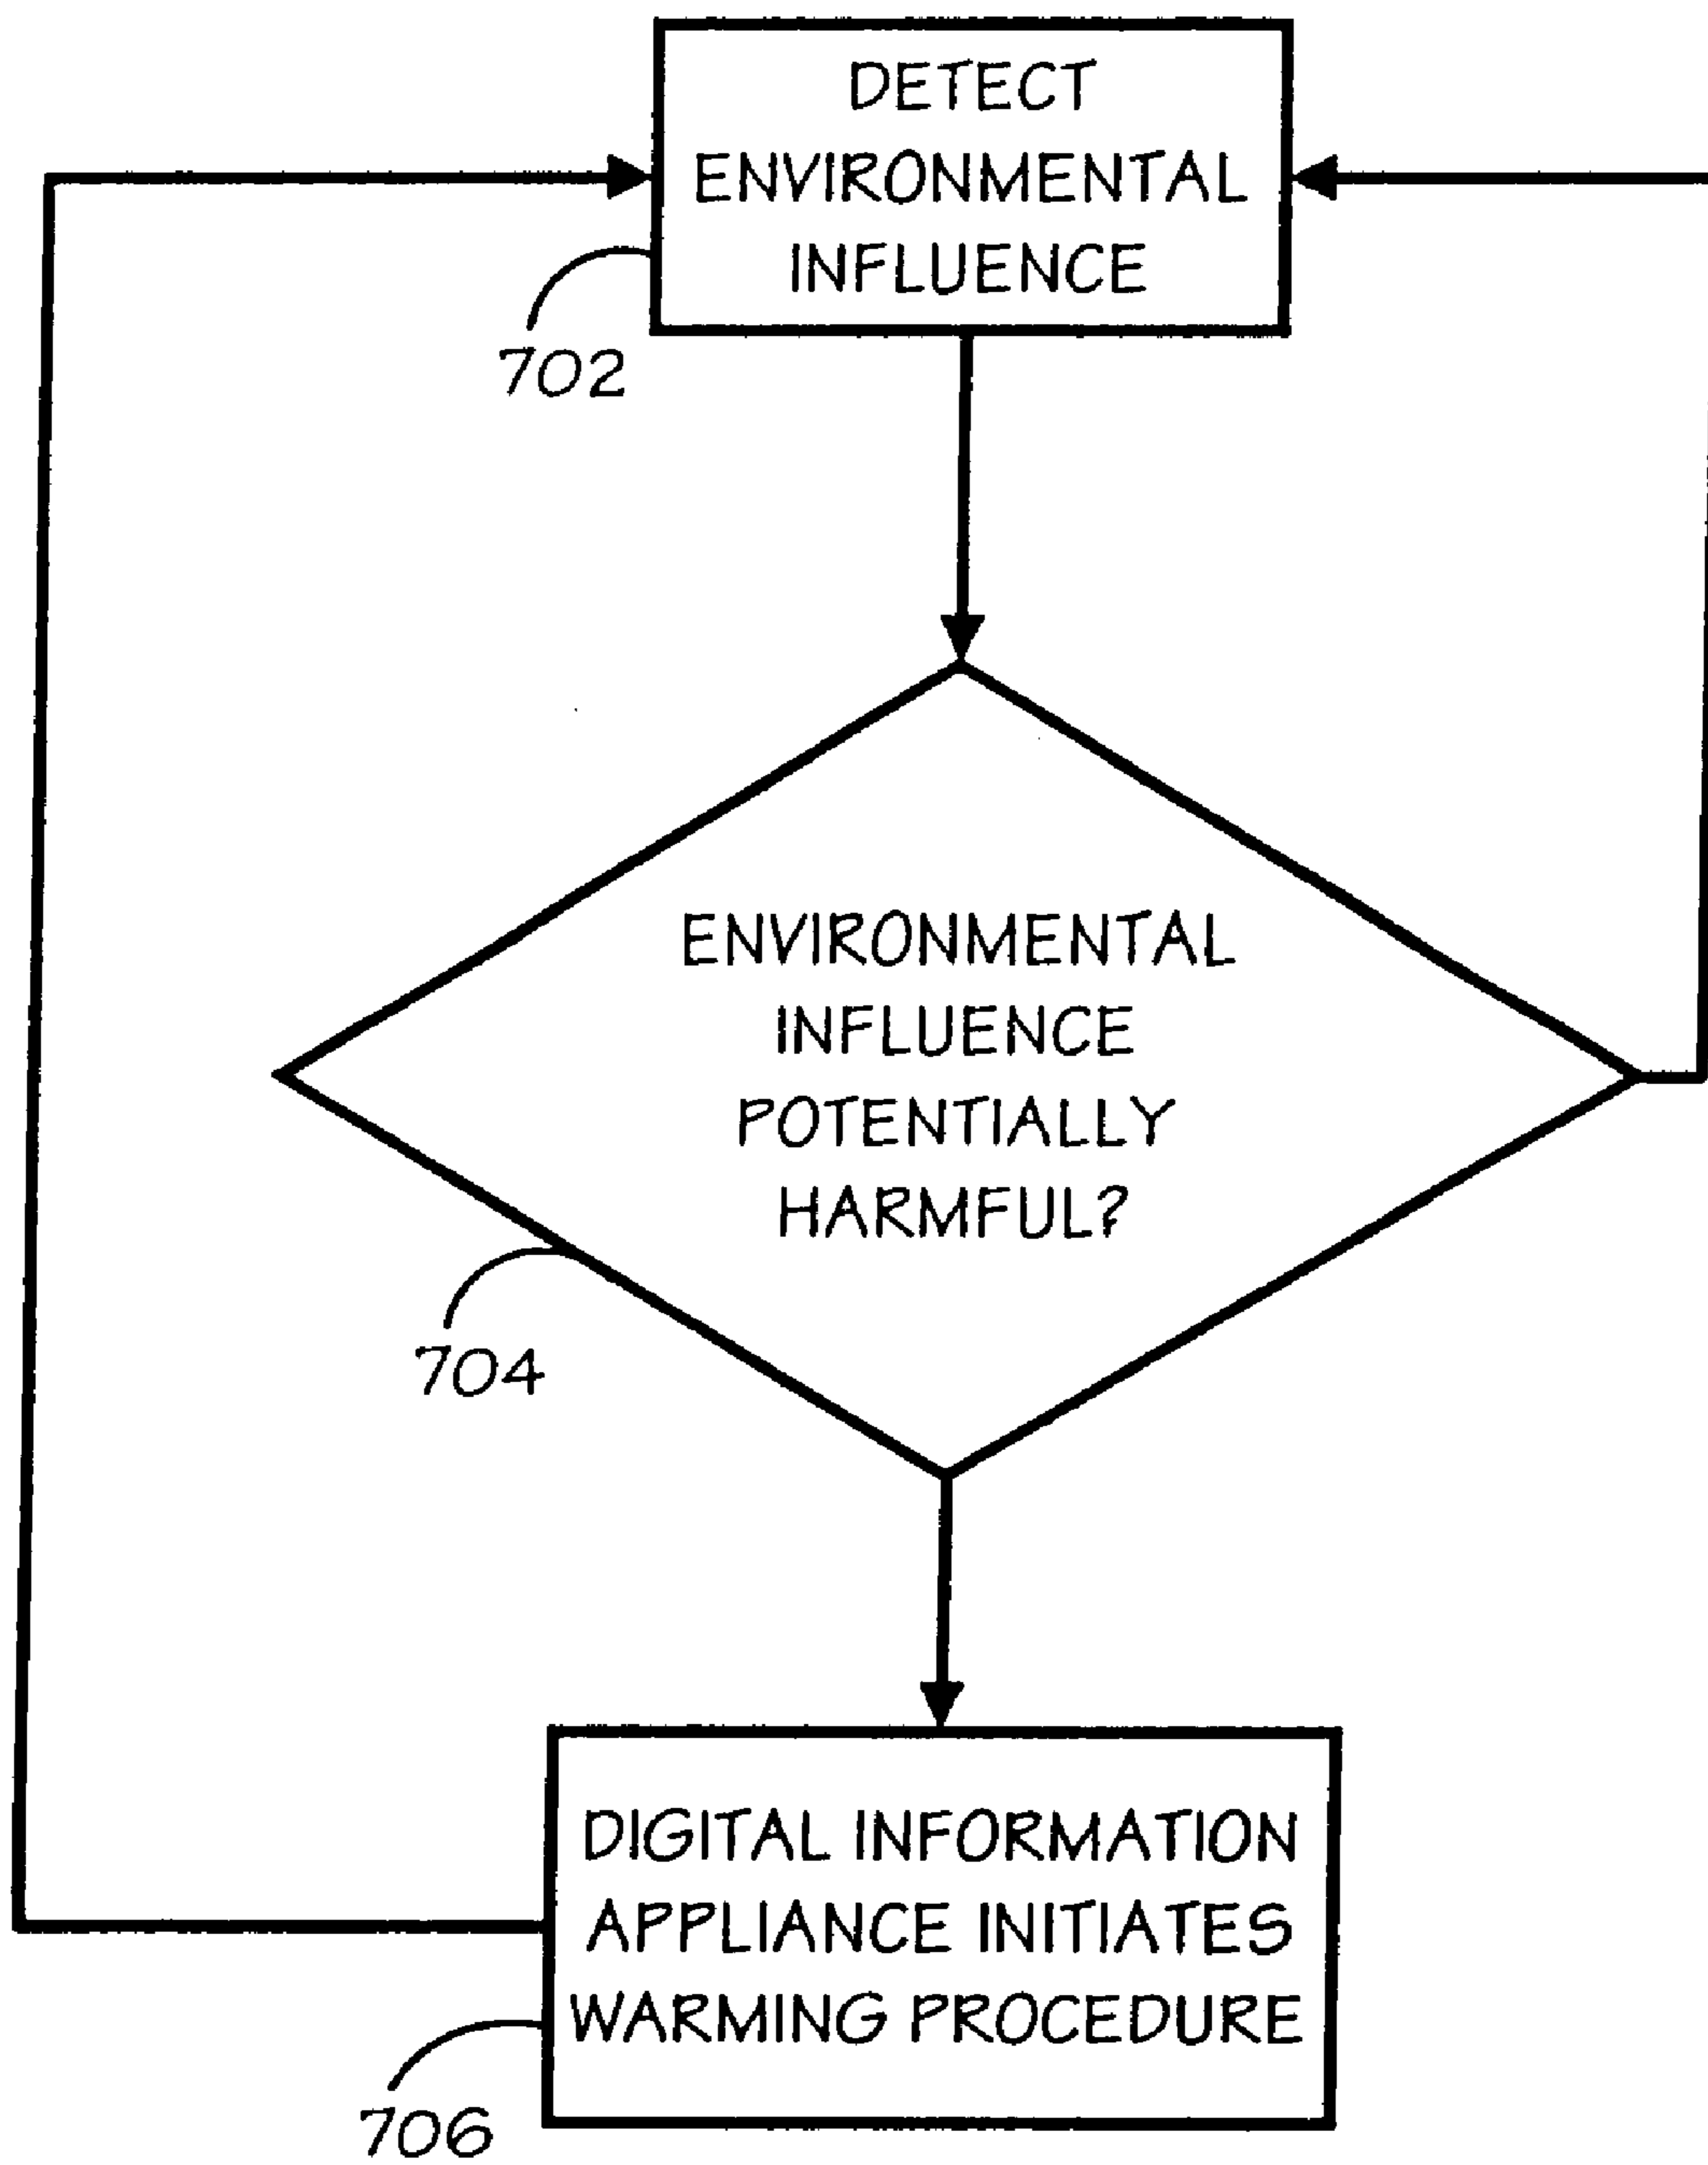 DETECT
ENVIRONMENTAL
INFLUENCE
702
ENVIRONMENTAL
INFLUENCE
POTENTIALLY
HARMFUL?
704
DIGITAL INFORMATION
APPLIANCE INITIATES
WARMING PROCEDURE
706